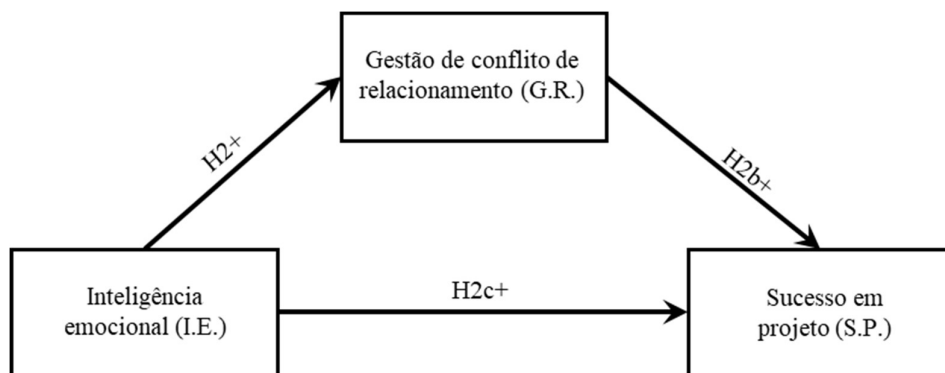 Gestão de conflito de
relacionamento (G.R.)
H2+
H2b+
Inteligência
emocional (I.E.)
H2c+
Sucesso em
projeto (S.P.)